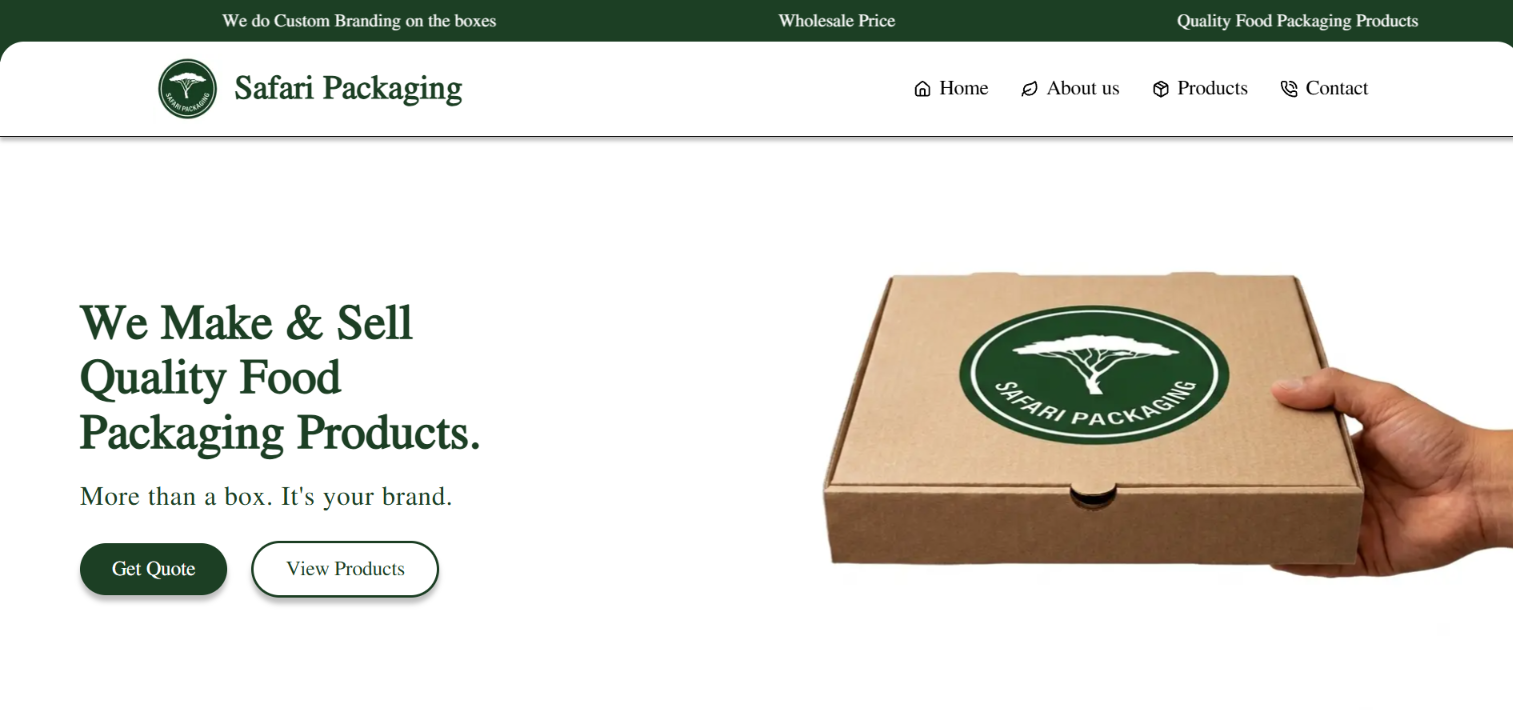 We do Custom Branding on the boxes
Wholesale Price
Quality Food Packaging Products
SAFARI PACKAGING
Safari Packaging
Home
About us
Products
Contact
We Make & Sell
Quality Food
Packaging Products.
More than a box. It's your brand.
Get Quote
View Products
SAFARI PACKAGING